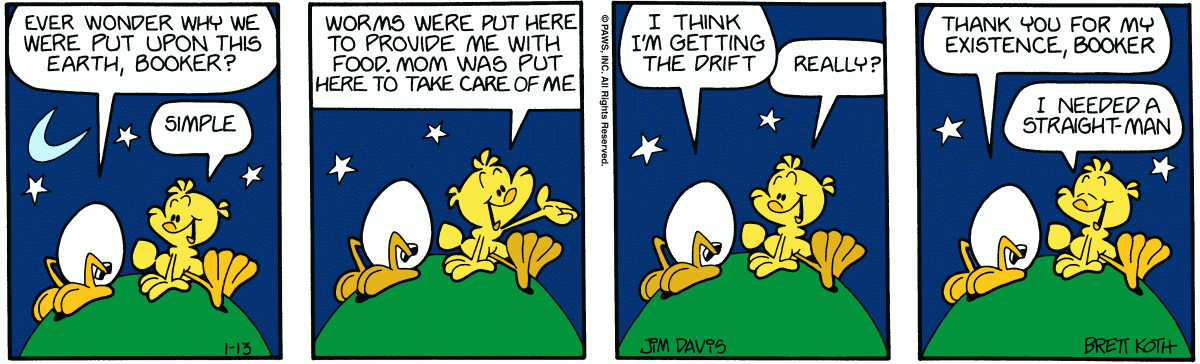 EVER WONDER WHY WE
WERE PUT UPON THIS
EARTH, BOOKER?
SIMPLE
1-13
WORMS WERE PUT HERE
TO PROVIDE ME WITH
FOOD. MOM WAS PUT
HERE TO TAKE CARE OF ME
© PAWS, INC. All Rights Reserved.
I THINK
I'M GETTING
THE DRIFT
REALLY?
JIM DAVIS
THANK YOU FOR MY
EXISTENCE, BOOKER
I NEEDED A
STRAIGHT-MAN
BRETT KOTH